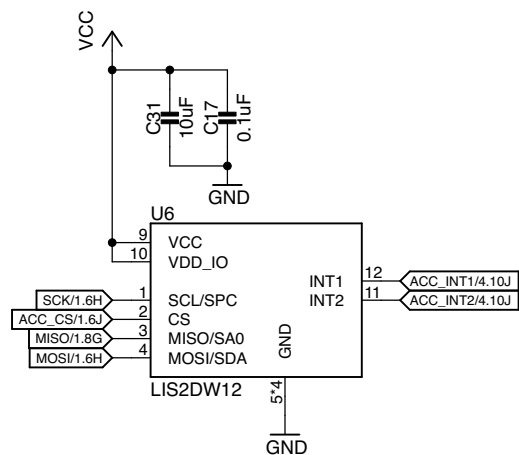 VCC
C31
10uF
C17
0.1uF
GND
U6
9 VCC
10 VDD_IO
INT1 12 ACC_INT1/4.10J
INT2 11 ACC_INT2/4.10J
SCK/1.6H 1 SCL/SPC
ACC_CS/1.6J 2 CS
MISO/1.8G 3 MISO/SA0
MOSI/1.6H 4 MOSI/SDA
GND
LIS2DW12
5*4
GND